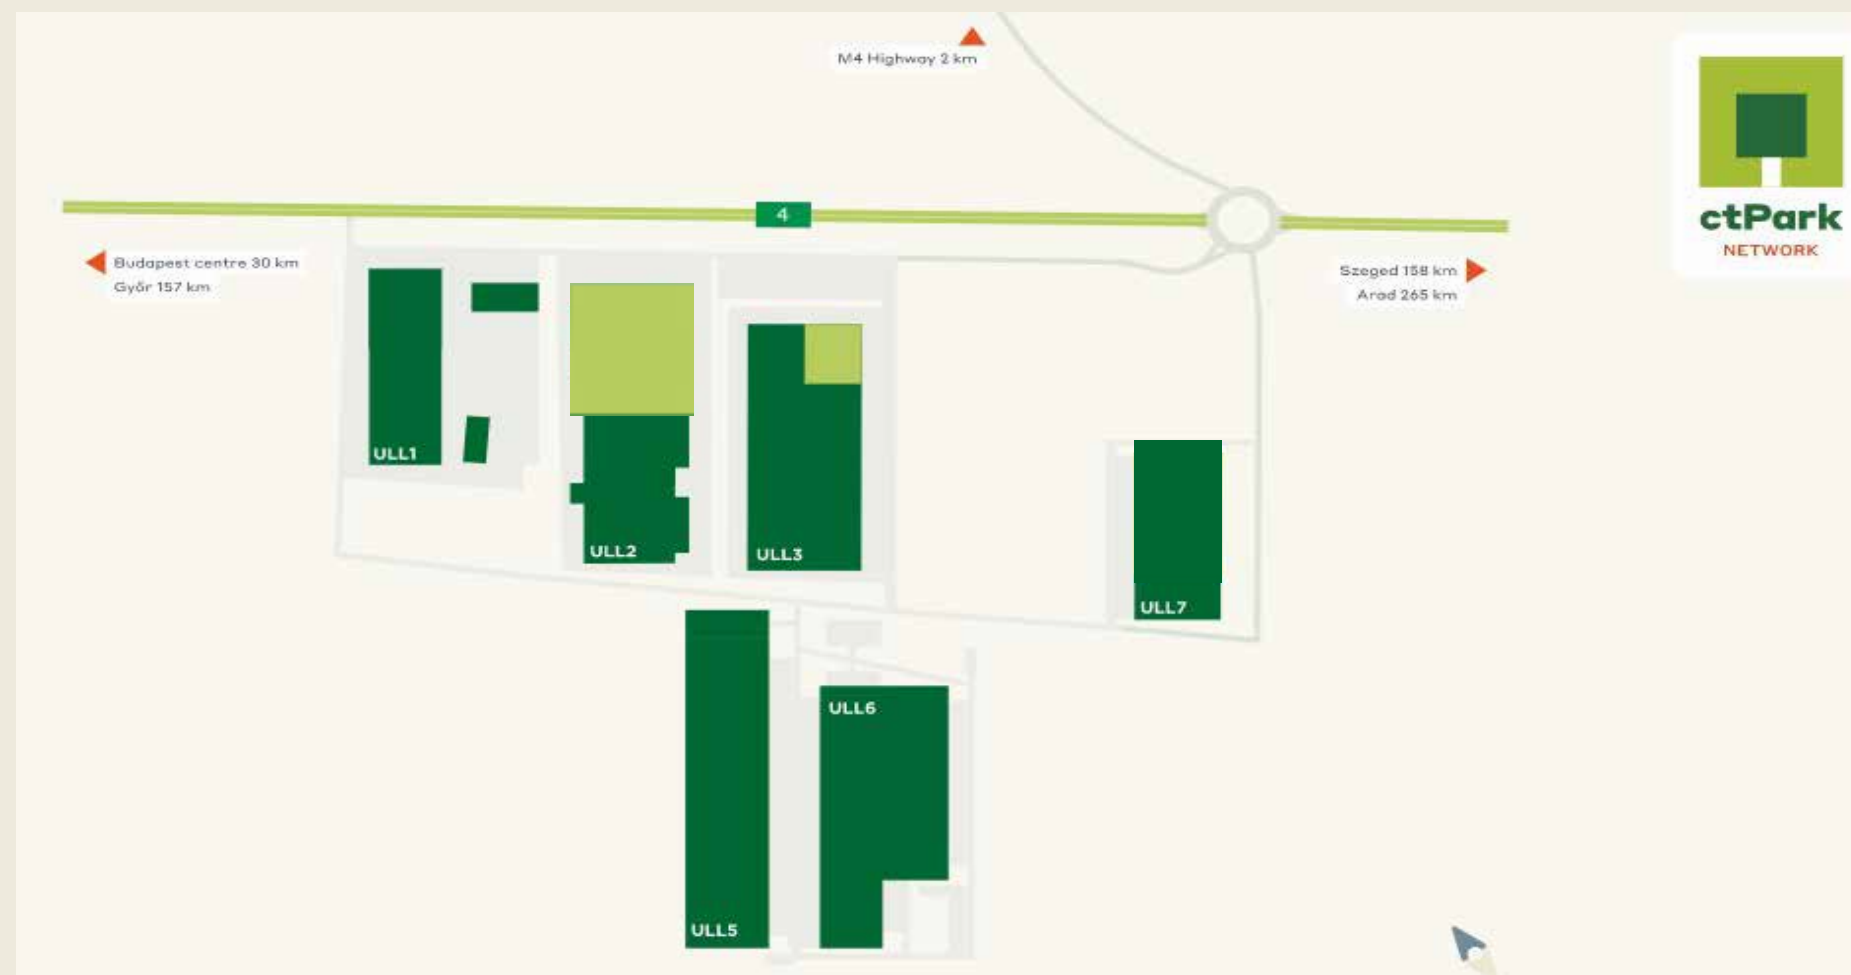 M4 Highway 2 km
4
ctPark
NETWORK
Budapest centre 30 km
Győr 157 km
Szeged 158 km
Arad 265 km
ULL1
ULL2
ULL3
ULL7
ULL6
ULL5